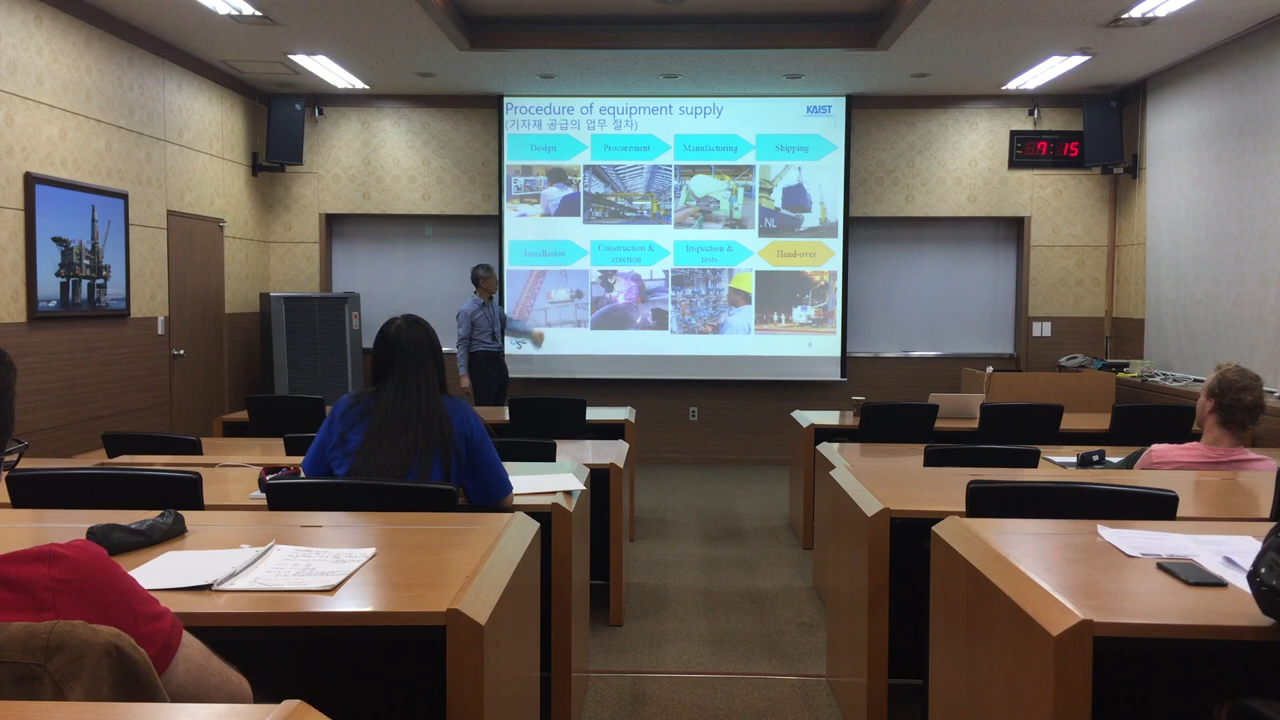 Procedure of equipment supply
KAIST
(기자재 공급의 업무 절차)
Design
Procurement
Manufacturing
Shipping
.NL
Installation
Construction &
erection
Inspection &
tests
Hand-over
7:15